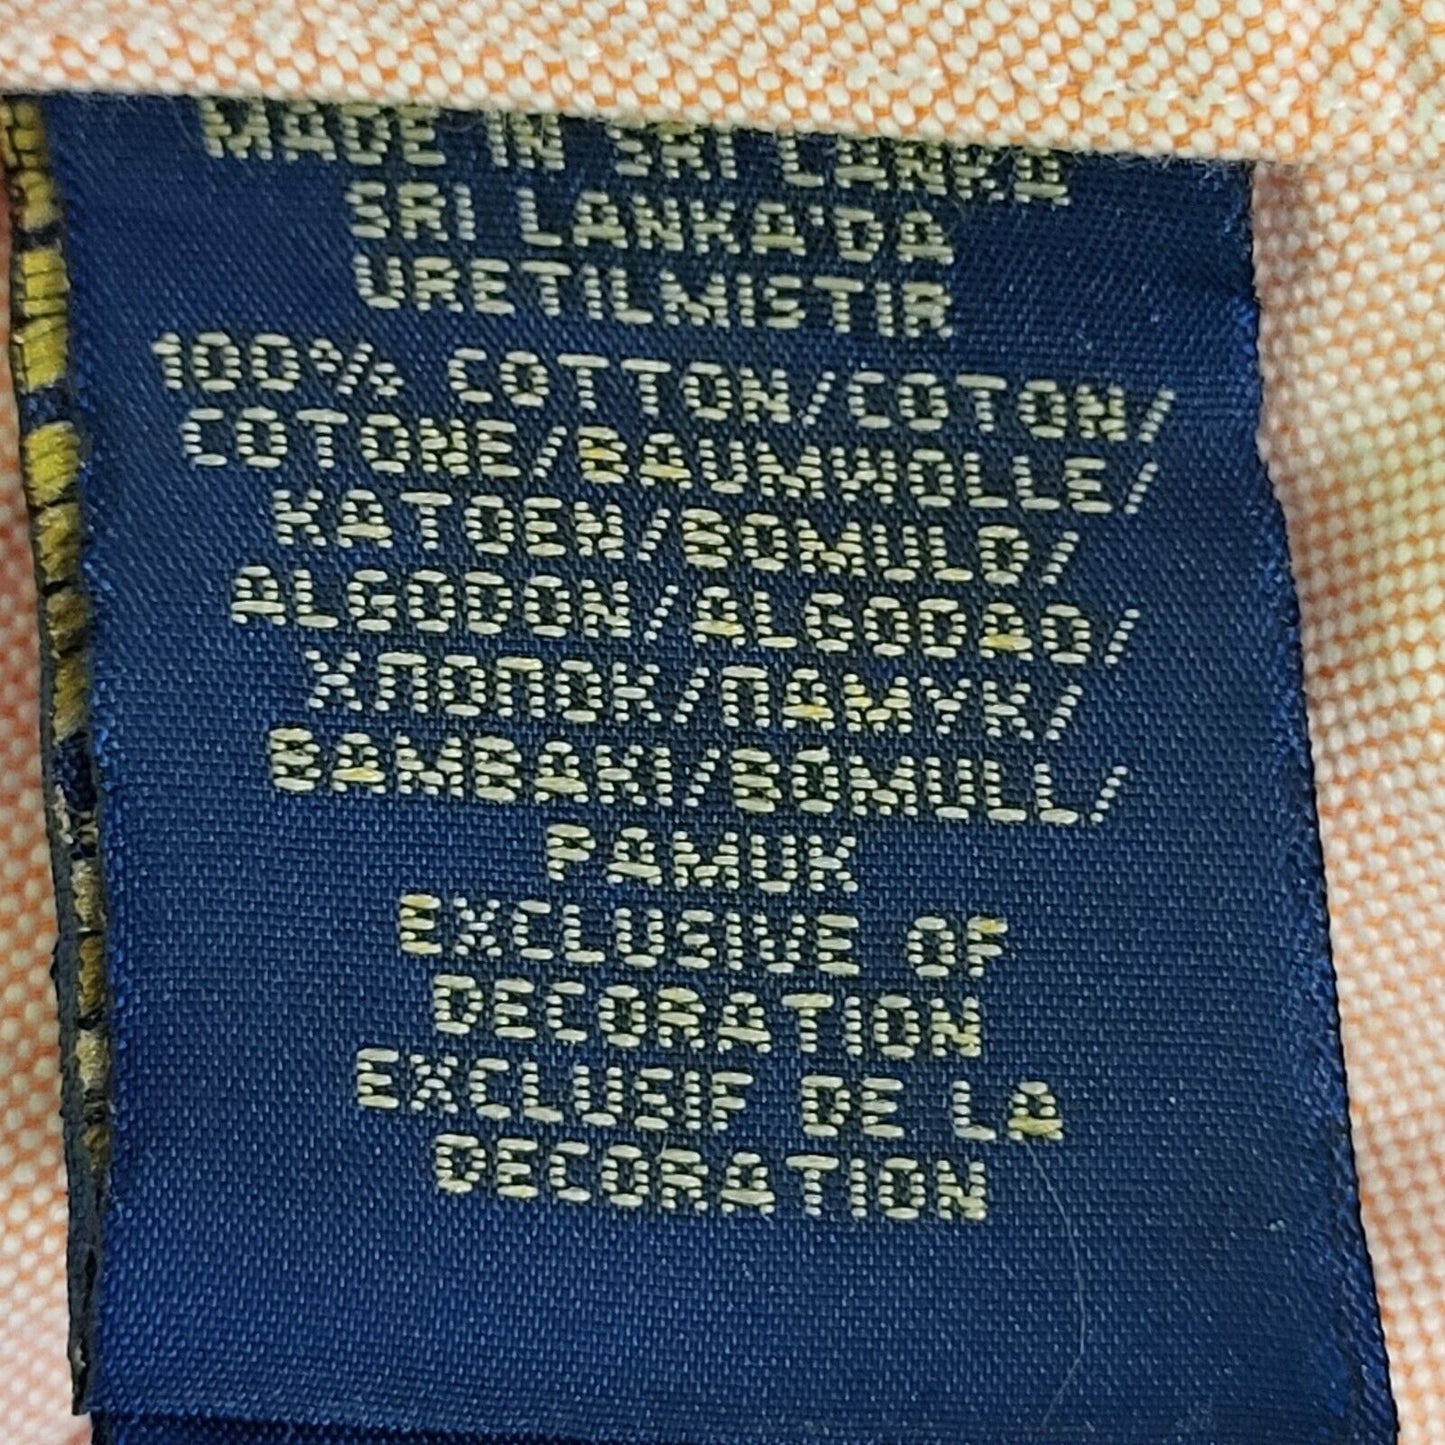 MADE IN SRI LANKA
SRI LANKA'DA
URETILMISTIR
100% COTTON/COTON/
COTONE/BAUMWOLLE/
KATOEN/BOMULD/
ALGODON/ALGODAO/
ХЛОПОК/ПАМУК/
BAMBAKI/BOMULL/
PAMUK
EXCLUSIVE OF
DECORATION
EXCLUSIF DE LA
DECORATION